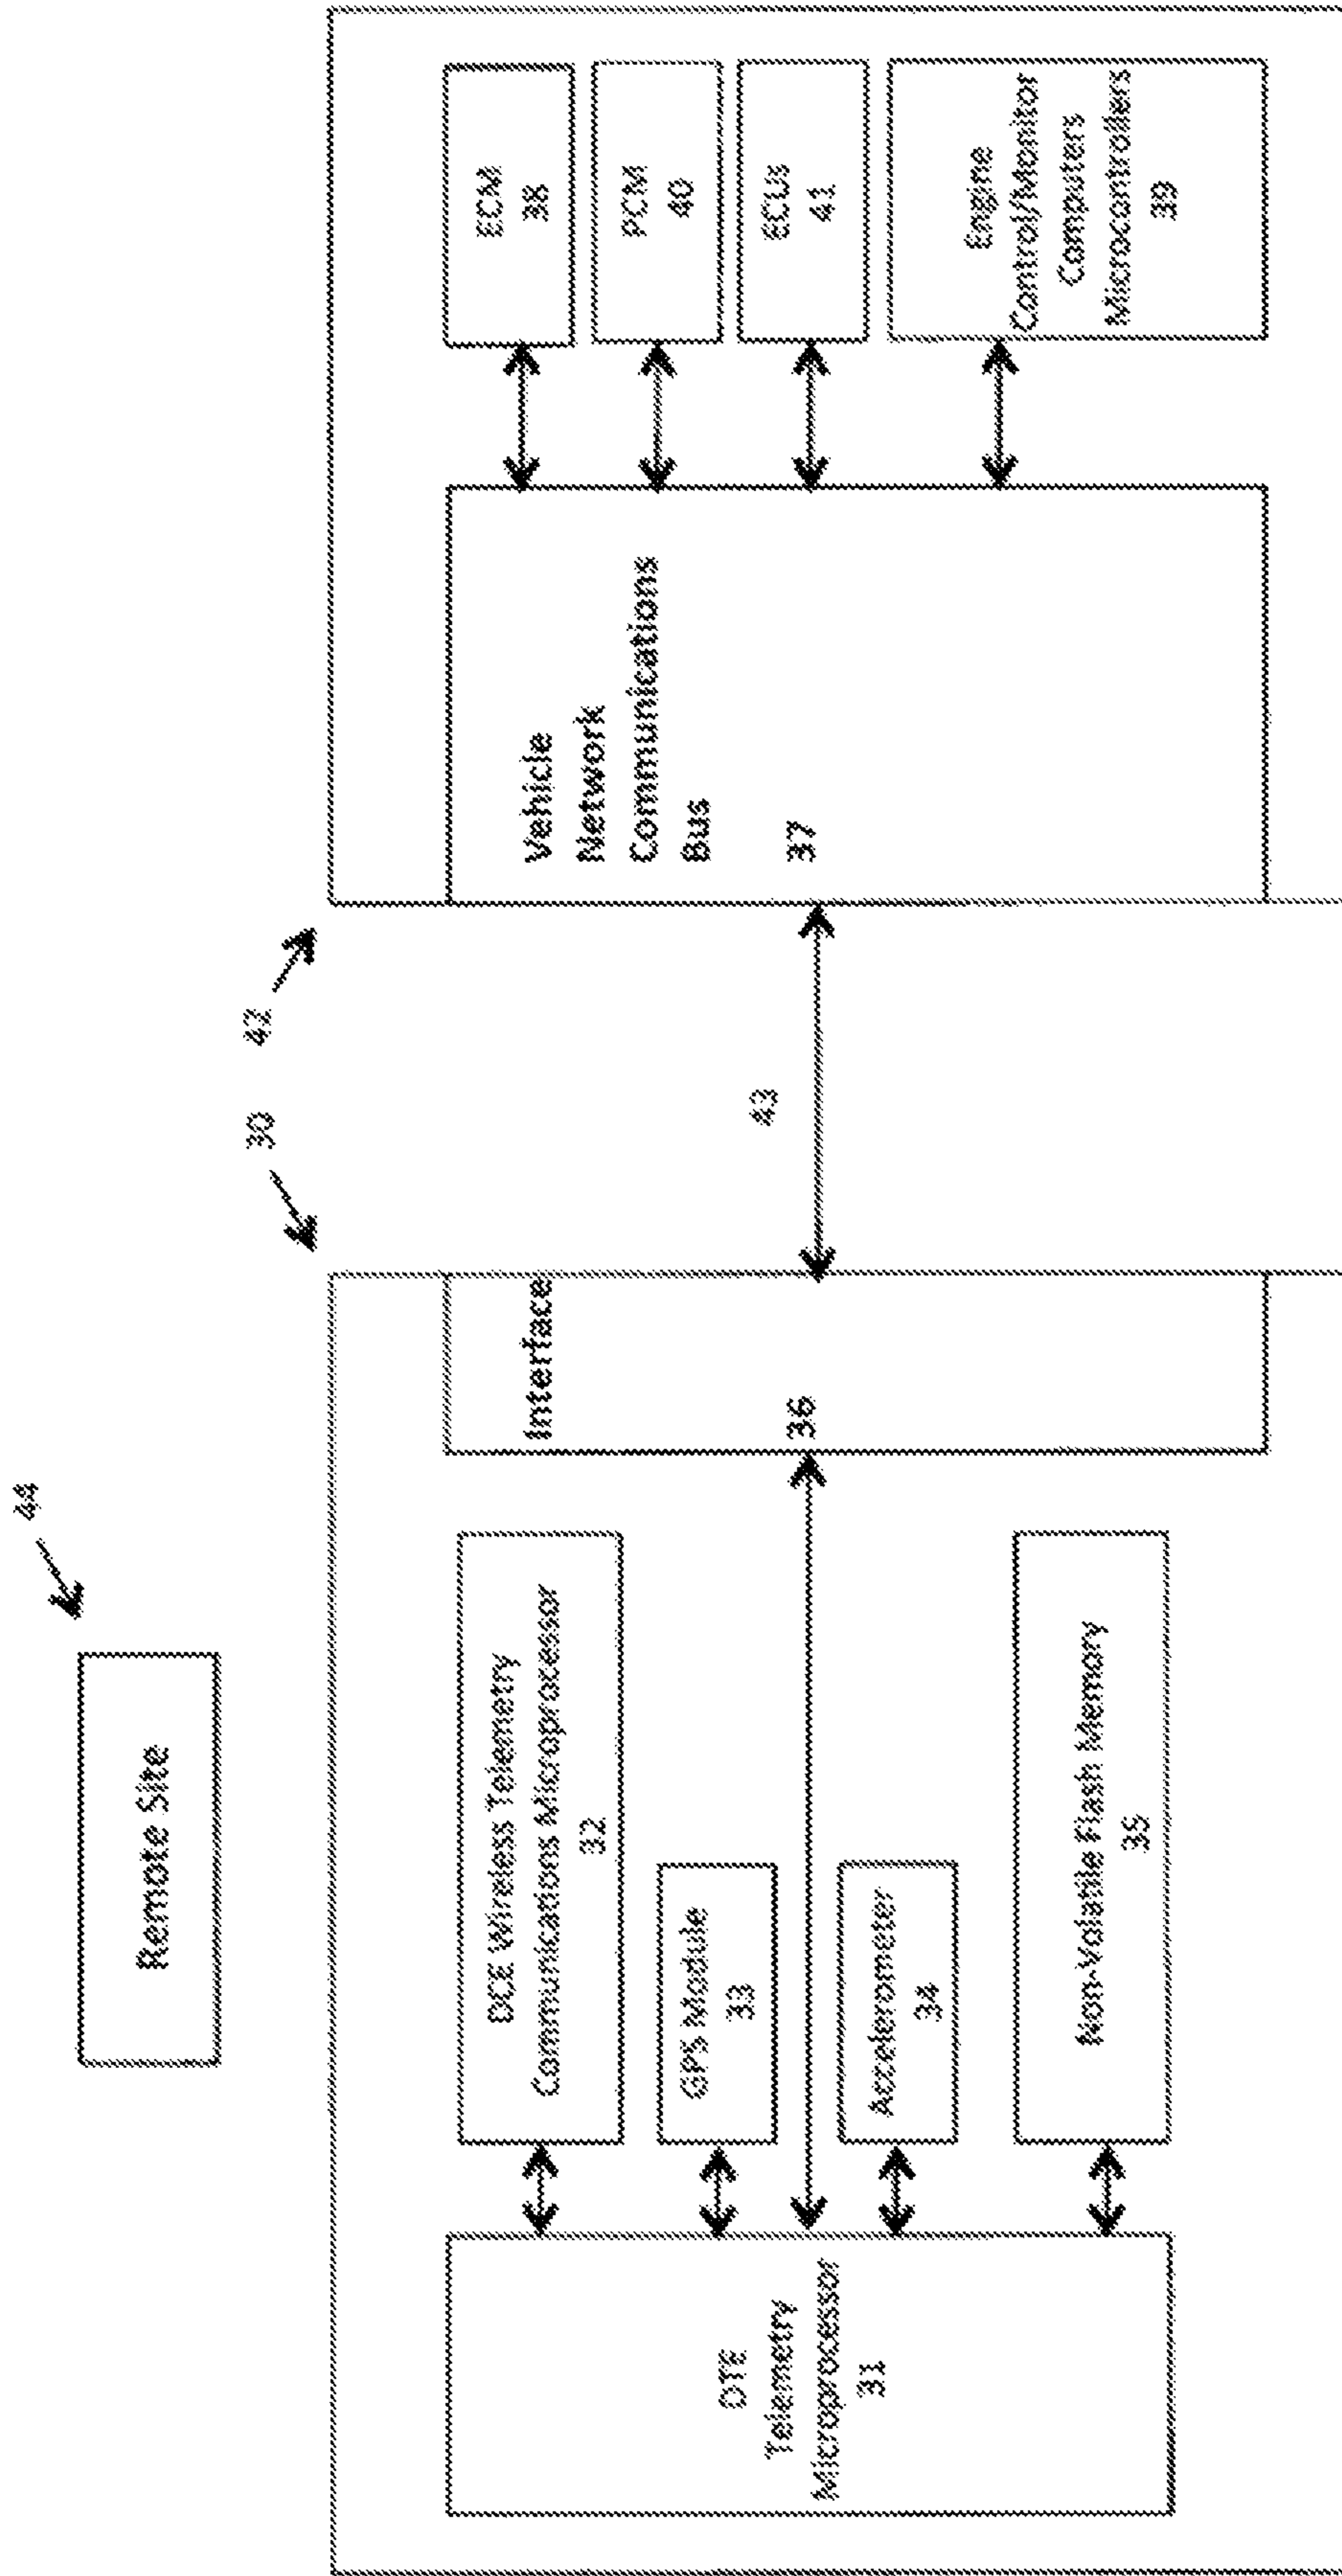 44
Remote Site
30
42
DTE
Telemetry
Microprocessor
31
DCE Wireless Telemetry
Communications Microprocessor
32
GPS Module
33
Accelerometer
34
Non-Volatile Flash Memory
35
Interface
36
43
Vehicle
Network
Communications
Bus
37
ECM
38
PCM
40
ECUs
41
Engine
Control/Monitor
Computers
Microcontrollers
39